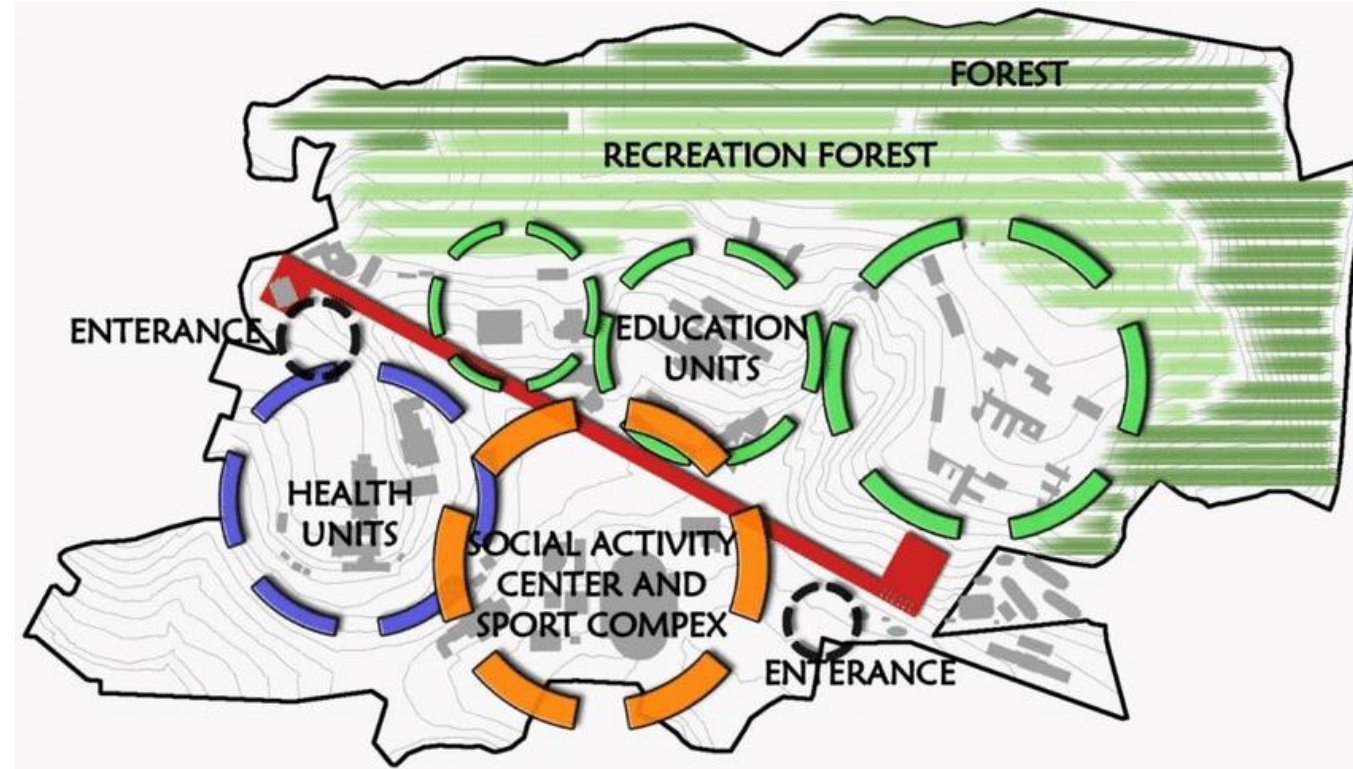 FOREST
RECREATION FOREST
ENTERANCE
EDUCATION
UNITS
HEALTH
UNITS
SOCIAL ACTIVITY
CENTER AND
SPORT COMPEX
ENTERANCE